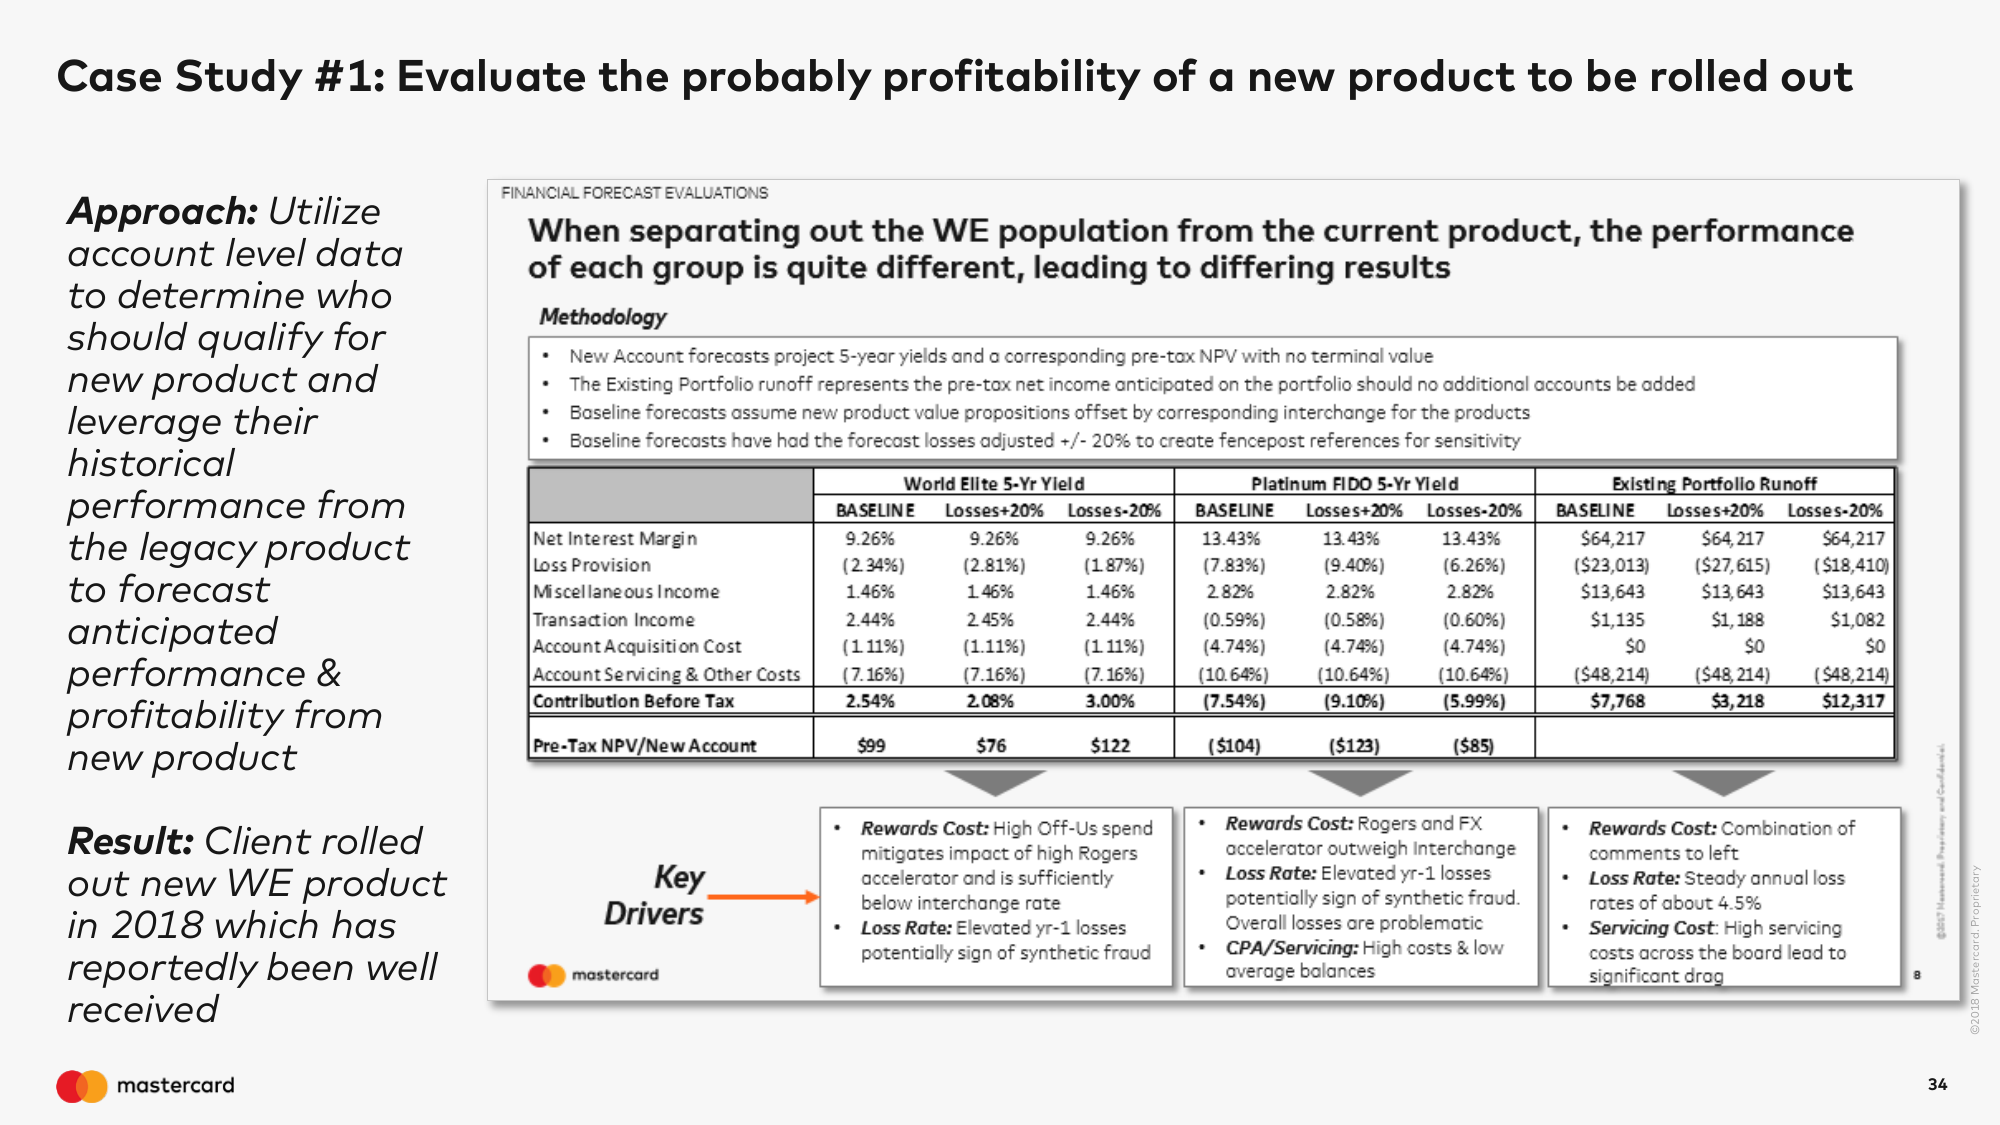 Case Study #1: Evaluate the probably profitability of a new product to be rolled out
Approach: Utilize
account level data
to determine who
should qualify for
new product and
leverage their
historical
performance from
the legacy product
to forecast
anticipated
performance &
profitability from
new product
Result: Client rolled
out new WE product
in 2018 which has
reportedly been well
received
FINANCIAL FORECAST EVALUATIONS
When separating out the WE population from the current product, the performance
of each group is quite different, leading to differing results
Methodology
• New Account forecasts project 5-year yields and a corresponding pre-tax NPV with no terminal value
• The Existing Portfolio runoff represents the pre-tax net income anticipated on the portfolio should no additional accounts be added
• Baseline forecasts assume new product value propositions offset by corresponding interchange for the products
• Baseline forecasts have had the forecast losses adjusted +/- 20% to create fencepost references for sensitivity
World Elite 5-Yr Yield Platinum FIDO 5-Yr Yield Existing Portfolio Runoff
BASELINE Losses+20% Losses-20% BASELINE Losses+20% Losses-20% BASELINE Losses+20% Losses-20%
Net Interest Margin 9.26% 9.26% 9.26% 13.43% 13.43% 13.43% $64,217 $64,217 $64,217
Loss Provision (2.34%) (2.81%) (1.87%) (7.83%) (9.40%) (6.26%) ($23,013) ($27,615) ($18,410)
Miscellaneous Income 1.46% 1.46% 1.46% 2.82% 2.82% 2.82% $13,643 $13,643 $13,643
Transaction Income 2.44% 2.45% 2.44% (0.59%) (0.58%) (0.60%) $1,135 $1,188 $1,082
Account Acquisition Cost (1.11%) (1.11%) (1.11%) (4.74%) (4.74%) (4.74%) $0 $0 $0
Account Servicing & Other Costs (7.16%) (7.16%) (7.16%) (10.64%) (10.64%) (10.64%) ($48,214) ($48,214) ($48,214)
Contribution Before Tax 2.54% 2.08% 3.00% (7.54%) (9.10%) (5.99%) $7,768 $3,218 $12,317
Pre-Tax NPV/New Account $99 $76 $122 ($104) ($123) ($85)
Key
Drivers
• Rewards Cost: High Off-Us spend
mitigates impact of high Rogers
accelerator and is sufficiently
below interchange rate
• Loss Rate: Elevated yr-1 losses
potentially sign of synthetic fraud
• Rewards Cost: Rogers and FX
accelerator outweigh Interchange
• Loss Rate: Elevated yr-1 losses
potentially sign of synthetic fraud.
Overall losses are problematic
• CPA/Servicing: High costs & low
average balances
• Rewards Cost: Combination of
comments to left
• Loss Rate: Steady annual loss
rates of about 4.5%
• Servicing Cost: High servicing
costs across the board lead to
significant drag
mastercard
8
©2017 Mastercard. Proprietary and Confidential.
©2018 Mastercard. Proprietary
mastercard
34